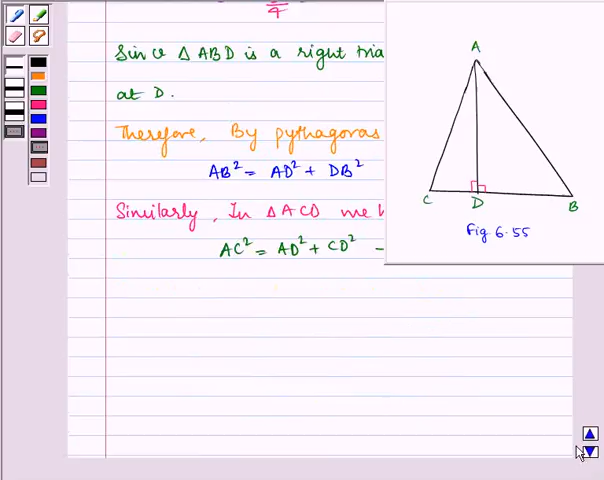 4
Since Δ ABD is a right
at D.
Therefore, By pythagoras
AB² = AD² + DB²
Similarly, In Δ ACD we
AC² = AD² + CD² -
A
C
D
B
Fig 6.55